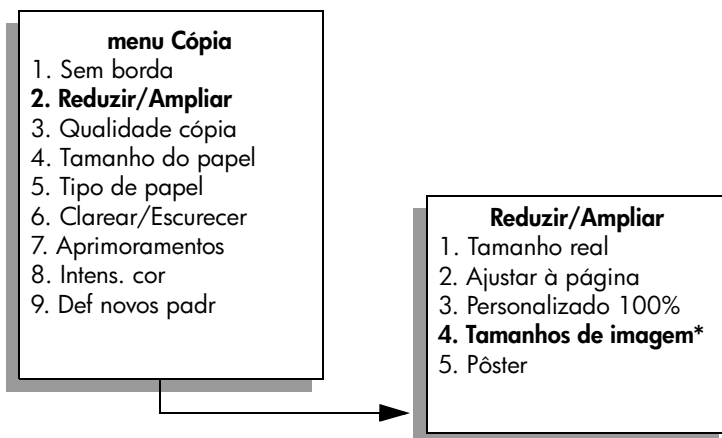 menu Cópia
1. Sem borda
2. Reduzir/Ampliar
3. Qualidade cópia
4. Tamanho do papel
5. Tipo de papel
6. Clarear/Escurecer
7. Aprimoramentos
8. Intens. cor
9. Def novos padr
Reduzir/Ampliar
1. Tamanho real
2. Ajustar à página
3. Personalizado 100%
4. Tamanhos de imagem*
5. Pôster